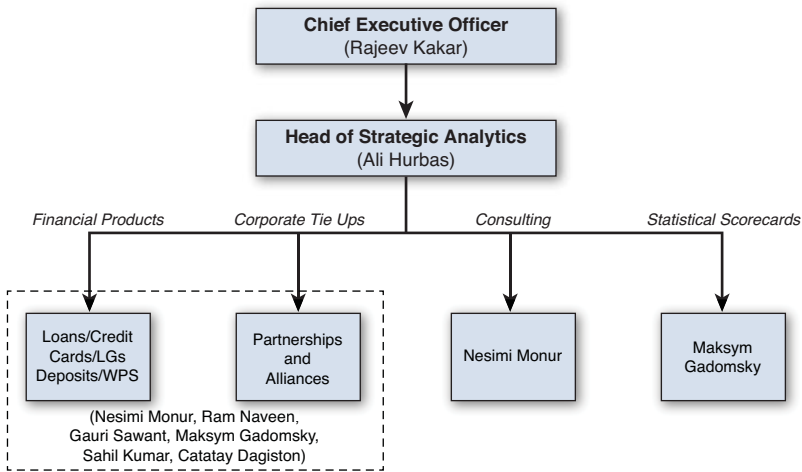 Chief Executive Officer
(Rajeev Kakar)
Head of Strategic Analytics
(Ali Hurbas)
Financial Products
Corporate Tie Ups
Consulting
Statistical Scorecards
Loans/Credit
Cards/LGs
Deposits/WPS
Partnerships
and
Alliances
Nesimi Monur
Maksym
Gadomsky
(Nesimi Monur, Ram Naveen,
Gauri Sawant, Maksym Gadomsky,
Sahil Kumar, Catatay Dagiston)